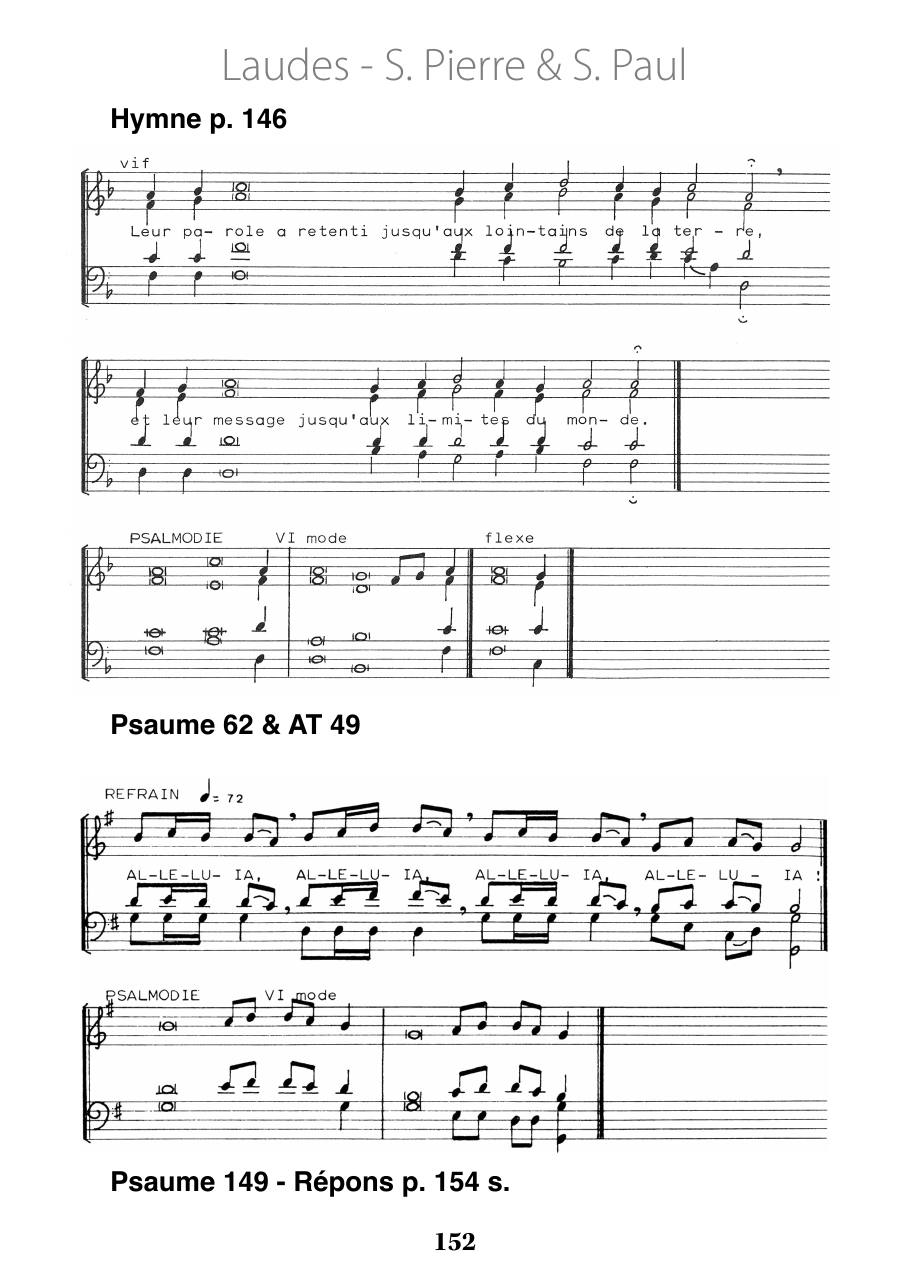 Laudes - S. Pierre & S. Paul
Hymne p. 146
vif
Leur pa- role a retenti jusqu'aux loin-tains de la ter - re,
et leur message jusqu'aux li-mi-tes du mon- de.
PSALMODIE VI mode flexe
Psaume 62 & AT 49
REFRAIN ♩= 72
AL-LE-LU- IA, AL-LE-LU- IA, AL-LE-LU- IA, AL-LE- LU - IA !
PSALMODIE VI mode
Psaume 149 - Répons p. 154 s.
152